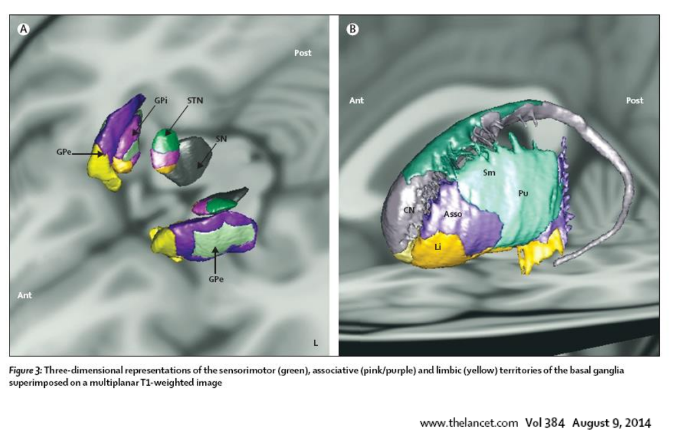 A
Post
GPi
STN
SN
GPe
GPe
Ant
L
B
Ant
Post
Sm
Pu
CN
Asso
Li
Figure 3: Three-dimensional representations of the sensorimotor (green), associative (pink/purple) and limbic (yellow) territories of the basal ganglia
superimposed on a multiplanar T1-weighted image
www.thelancet.com Vol 384 August 9, 2014